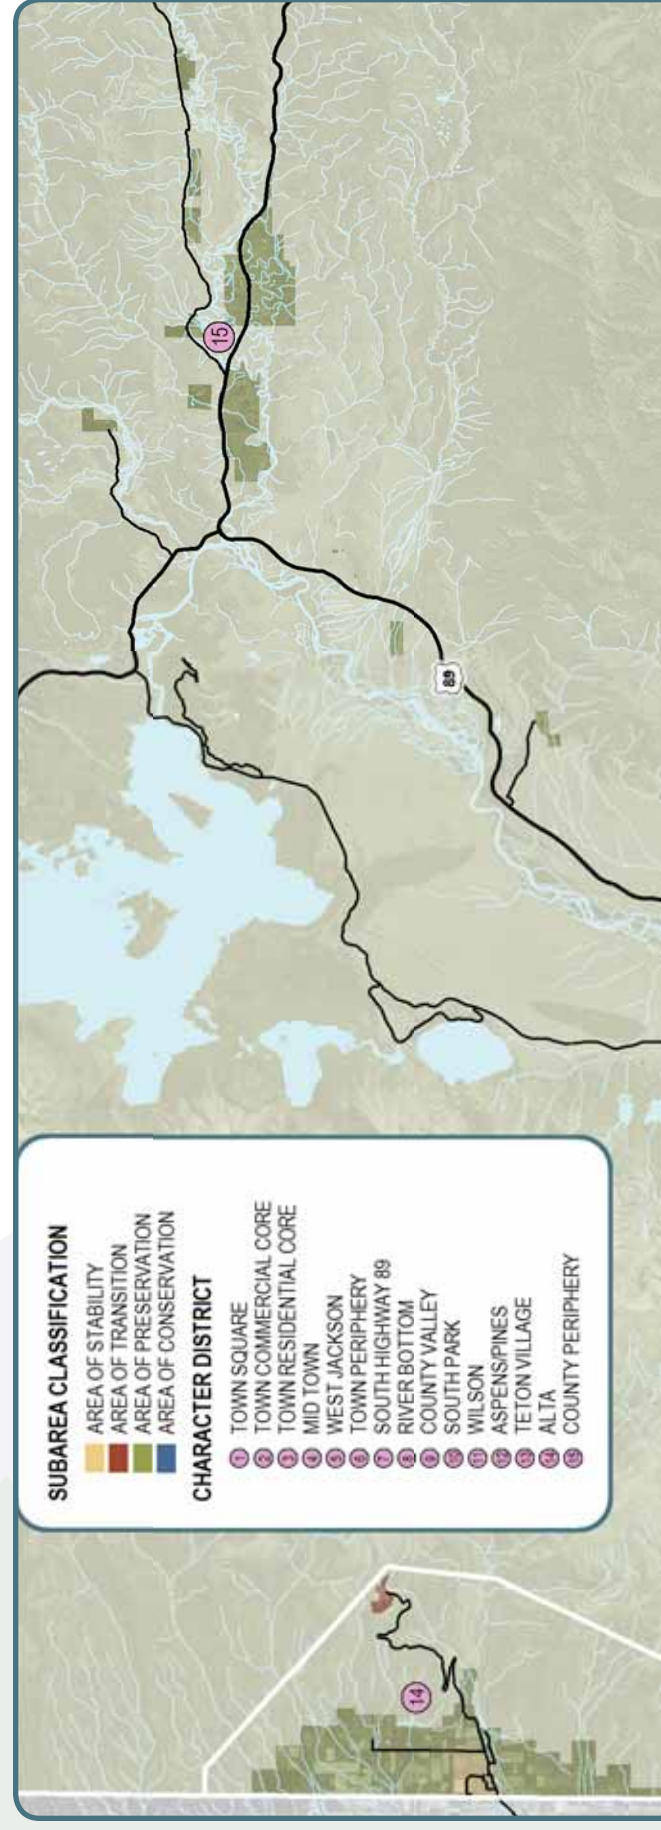 SUBAREA CLASSIFICATION
AREA OF STABILITY
AREA OF TRANSITION
AREA OF PRESERVATION
AREA OF CONSERVATION
CHARACTER DISTRICT
1 TOWN SQUARE
2 TOWN COMMERCIAL CORE
3 TOWN RESIDENTIAL CORE
4 MID TOWN
5 WEST JACKSON
6 TOWN PERIPHERY
7 SOUTH HIGHWAY 89
8 RIVER BOTTOM
9 COUNTY VALLEY
10 SOUTH PARK
11 WILSON
12 ASPENS/PINES
13 TETON VILLAGE
14 ALTA
15 COUNTY PERIPHERY
14
15
89